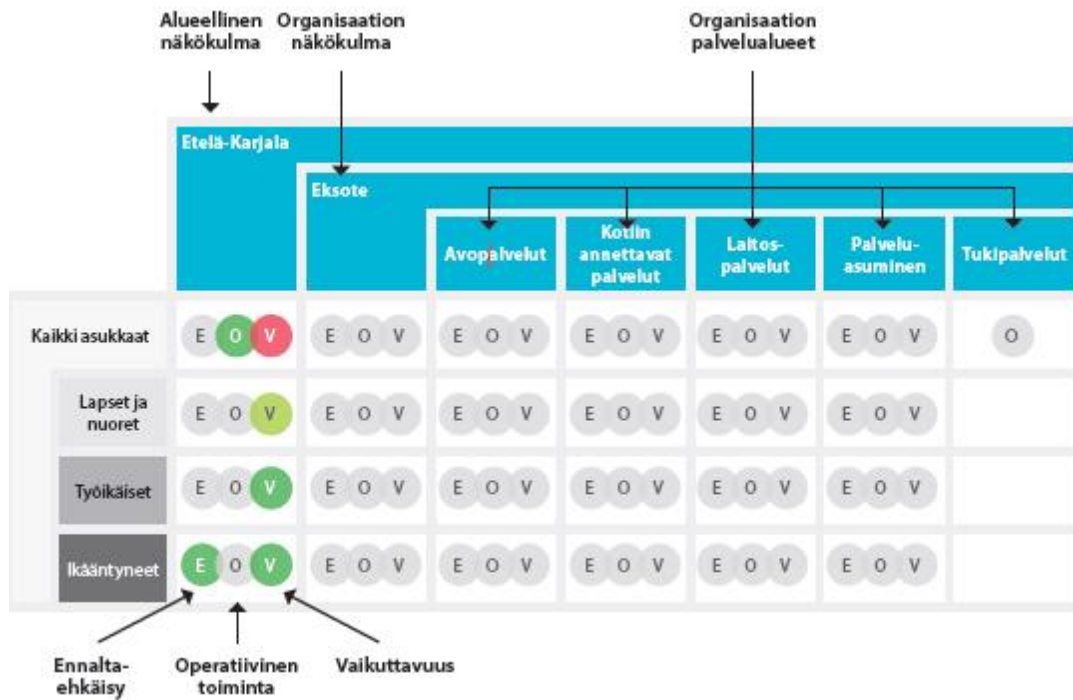 Alueellinen näkökulma
Organisaation näkökulma
Organisaation palvelualueet
Etelä-Karjala
Eksote
Avopalvelut
Kotiin annettavat palvelut
Laitos-
palvelut
Palvelu-
asuminen
Tukipalvelut
Kaikki asukkaat
E O V
E O V
E O V
E O V
E O V
E O V
O
Lapset ja nuoret
E O V
E O V
E O V
E O V
E O V
E O V
Työikäiset
E O V
E O V
E O V
E O V
E O V
E O V
Ikääntyneet
E O V
E O V
E O V
E O V
E O V
E O V
Ennalta-
ehkäisy
Operatiivinen toiminta
Vaikuttavuus